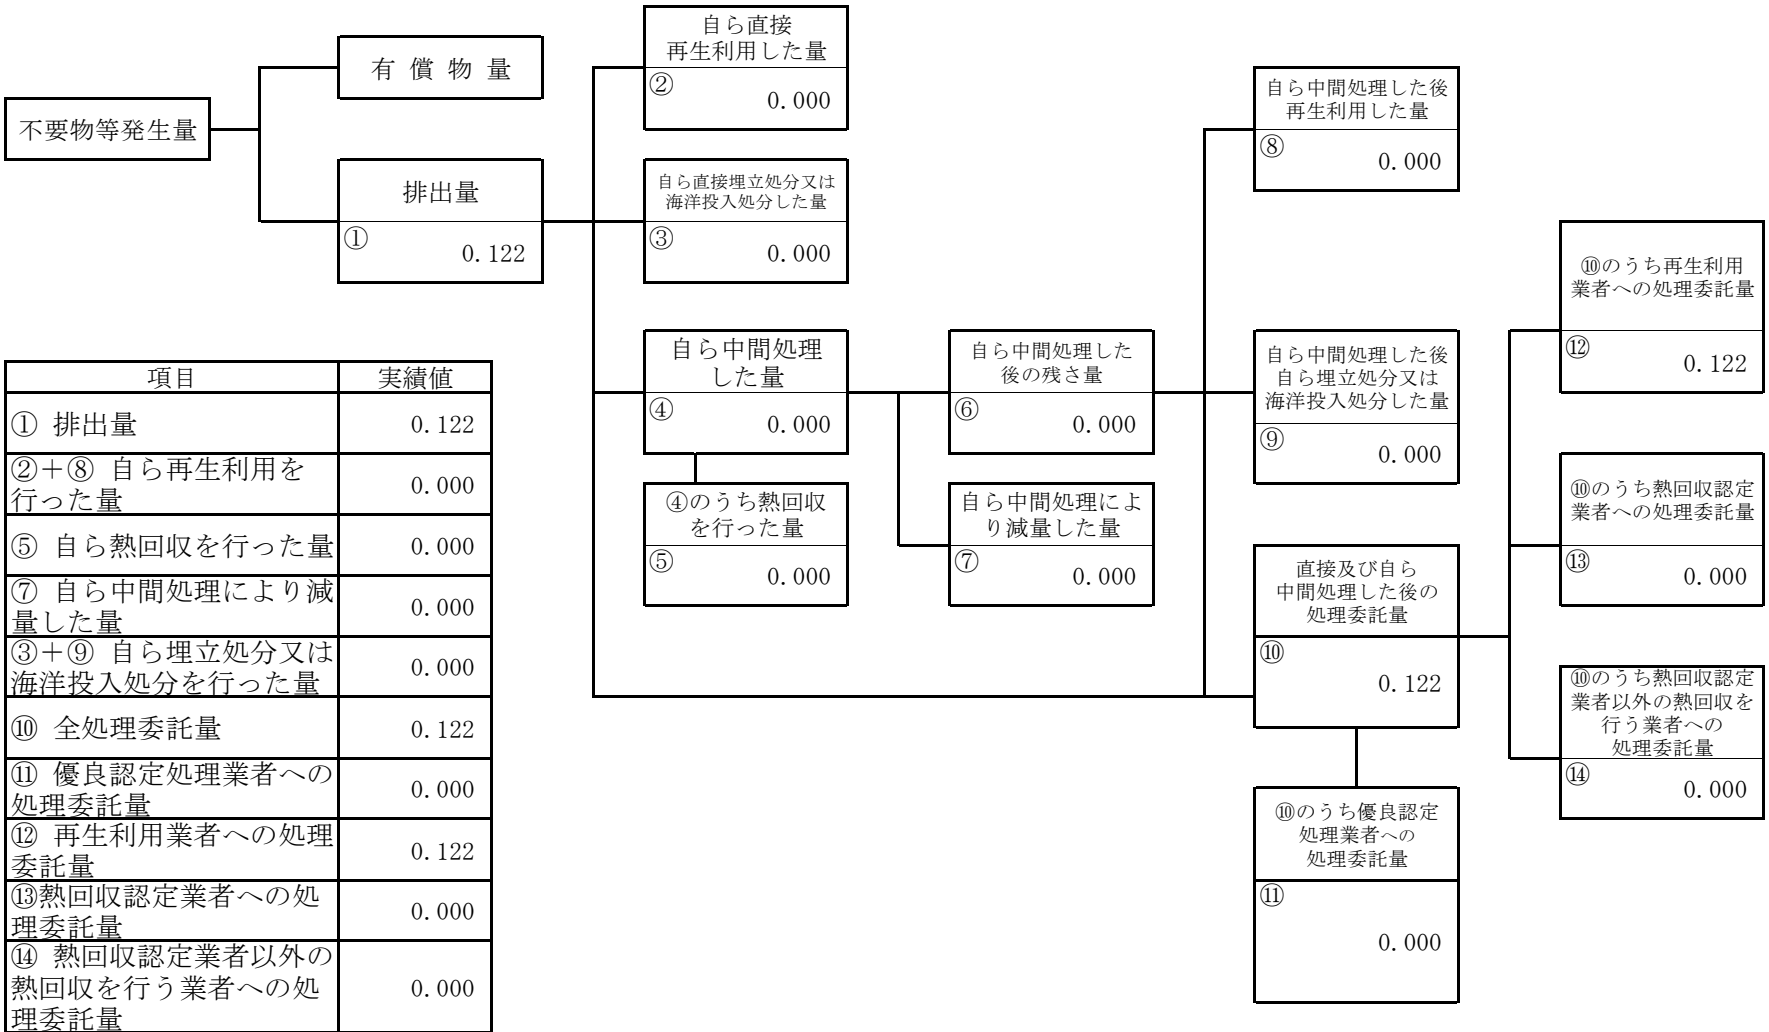 不要物等発生量
有 償 物 量
排出量
①
0.122
自ら直接
再生利用した量
②
0.000
自ら直接埋立処分又は
海洋投入処分した量
③
0.000
自ら中間処理
した量
④
0.000
④のうち熱回収
を行った量
⑤
0.000
自ら中間処理した
後の残さ量
⑥
0.000
自ら中間処理によ
り減量した量
⑦
0.000
自ら中間処理した後
再生利用した量
⑧
0.000
自ら中間処理した後
自ら埋立処分又は
海洋投入処分した量
⑨
0.000
直接及び自ら
中間処理した後の
処理委託量
⑩
0.122
⑩のうち優良認定
処理業者への
処理委託量
⑪
0.000
⑩のうち再生利用
業者への処理委託量
⑫
0.122
⑩のうち熱回収認定
業者への処理委託量
⑬
0.000
⑩のうち熱回収認定
業者以外の熱回収を
行う業者への
処理委託量
⑭
0.000
項目 実績値
① 排出量 0.122
②+⑧ 自ら再生利用を
行った量 0.000
⑤ 自ら熱回収を行った量 0.000
⑦ 自ら中間処理により減
量した量 0.000
③+⑨ 自ら埋立処分又は
海洋投入処分を行った量 0.000
⑩ 全処理委託量 0.122
⑪ 優良認定処理業者への
処理委託量 0.000
⑫ 再生利用業者への処理
委託量 0.122
⑬熱回収認定業者への処
理委託量 0.000
⑭ 熱回収認定業者以外の
熱回収を行う業者への処
理委託量 0.000